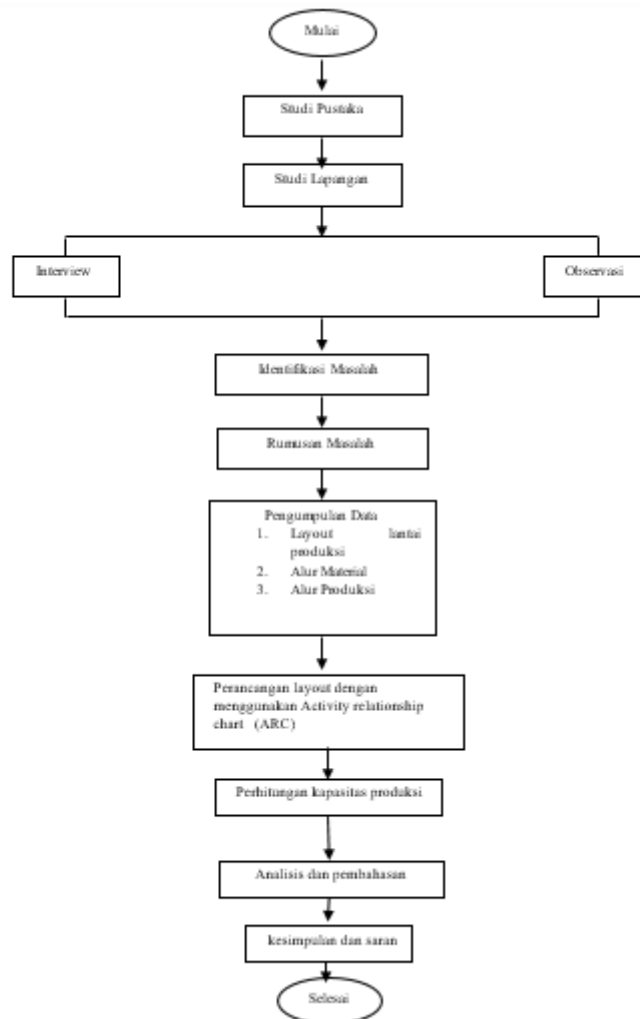 Mulai
Studi Pustaka
Studi Lapangan
Interview
Observasi
Identifikasi Masalah
Rumusan Masalah
Pengumpulan Data
1. Layout lantai
produksi
2. Alur Material
3. Alur Produksi
Perancangan layout dengan
menggunakan Activity relationship
chart (ARC)
Perhitungan kapasitas produksi
Analisis dan pembahasan
kesimpulan dan saran
Selesai